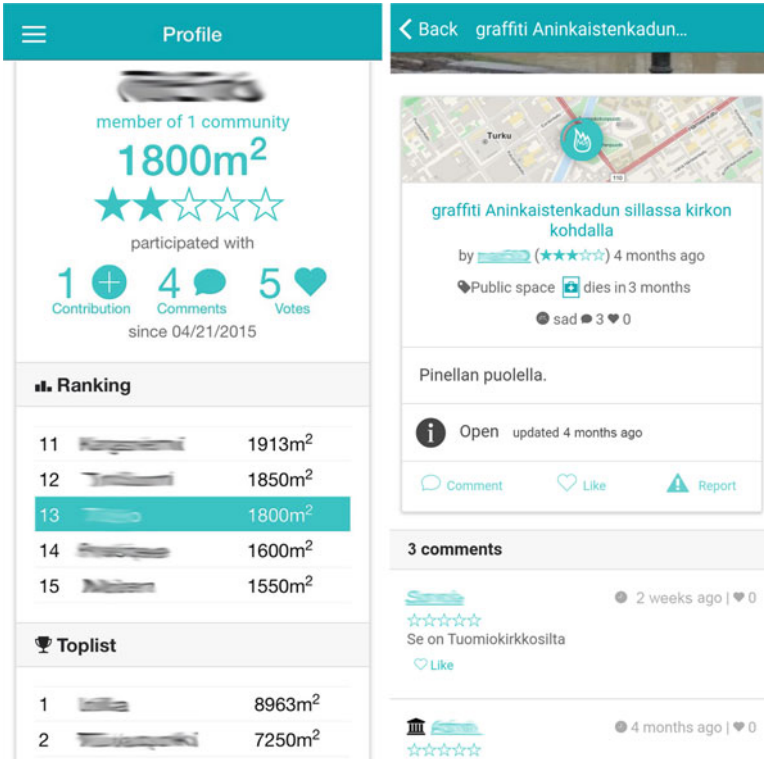 Profile
member of 1 community
1800m²
participated with
1 4 5
Contribution Comments Votes
since 04/21/2015
Ranking
11 1913m²
12 1850m²
13 1800m²
14 1600m²
15 1550m²
Toplist
1 8963m²
2 7250m²
Back graffiti Aninkaistenkadun...
Turku
110
graffiti Aninkaistenkadun sillassa kirkon
kohdalla
by (★★★☆☆) 4 months ago
Public space dies in 3 months
sad 3 0
Pinellan puolella.
Open updated 4 months ago
Comment Like Report
3 comments
2 weeks ago | 0
Se on Tuomiokirkkosilta
Like
4 months ago | 0